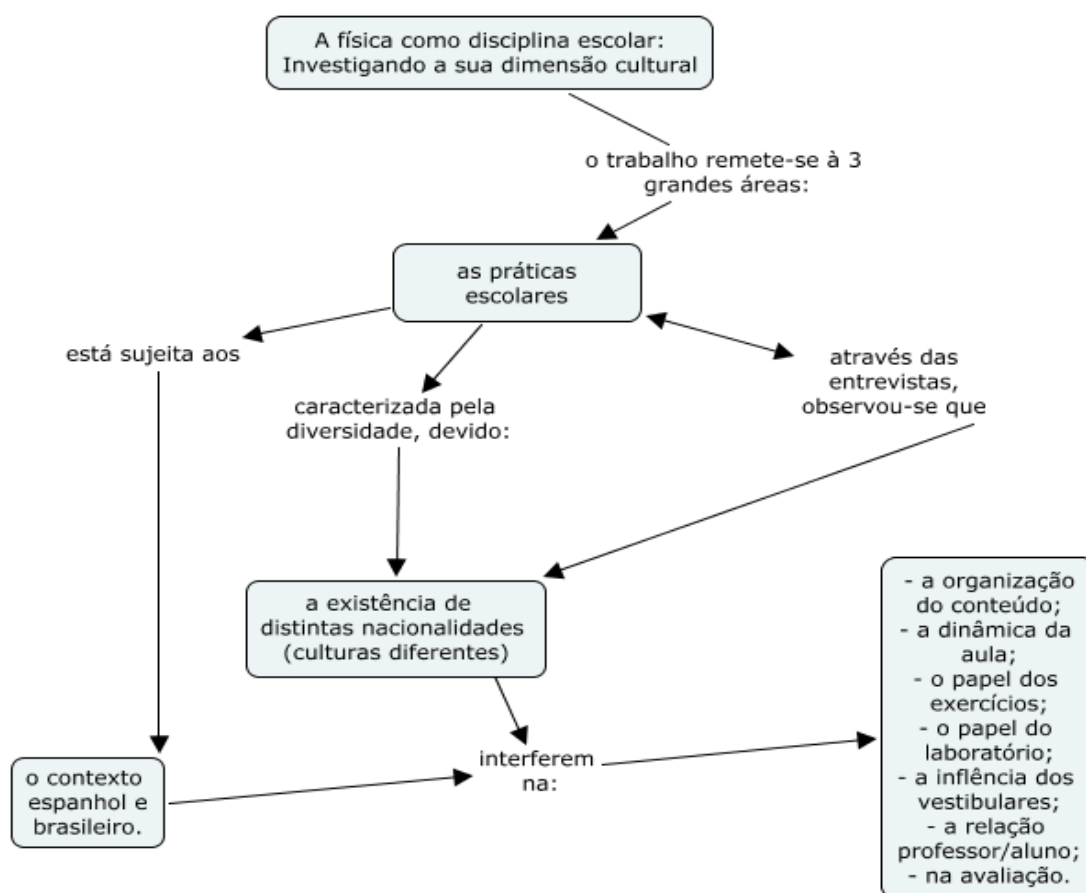 A física como disciplina escolar:
Investigando a sua dimensão cultural
o trabalho remete-se à 3
grandes áreas:
as práticas
escolares
está sujeita aos
caracterizada pela
diversidade, devido:
através das
entrevistas,
observou-se que
a existência de
distintas nacionalidades
(culturas diferentes)
o contexto
espanhol e
brasileiro.
interferem
na:
- a organização
do conteúdo;
- a dinâmica da
aula;
- o papel dos
exercícios;
- o papel do
laboratório;
- a inflência dos
vestibulares;
- a relação
professor/aluno;
- na avaliação.